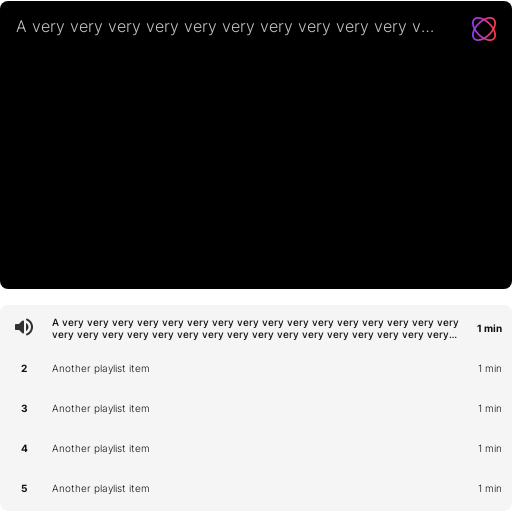 A very very very very very very very very very very v...
A very very very very very very very very very very very very very very very very
very very very very very very very very very very very very very very very very...
1 min
2 Another playlist item 1 min
3 Another playlist item 1 min
4 Another playlist item 1 min
5 Another playlist item 1 min